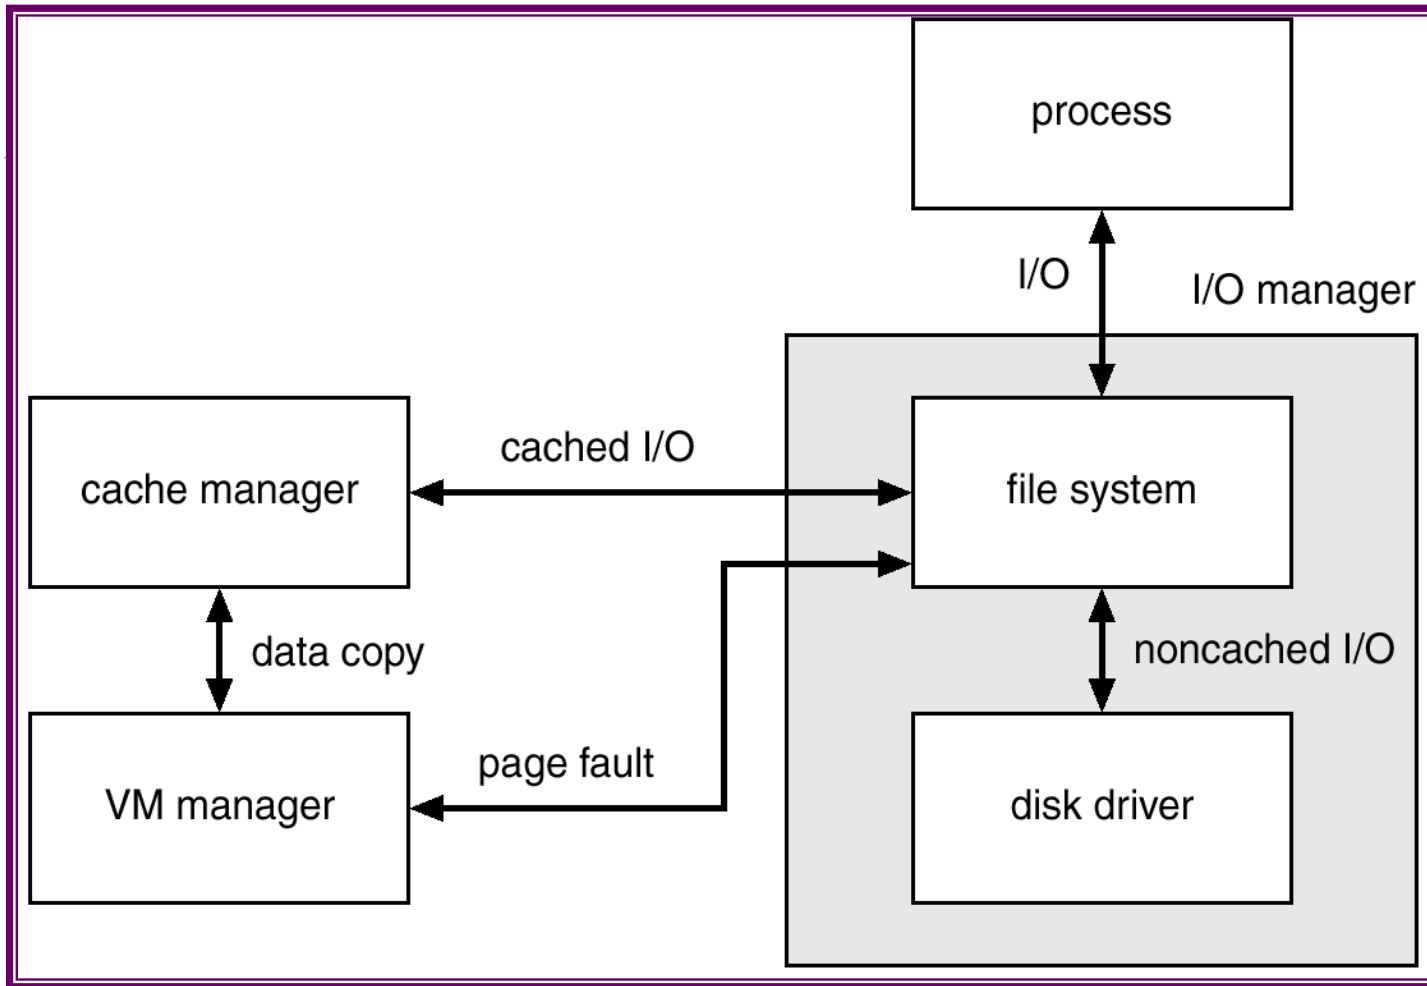 process
I/O
I/O manager
cached I/O
cache manager
file system
data copy
noncached I/O
page fault
VM manager
disk driver